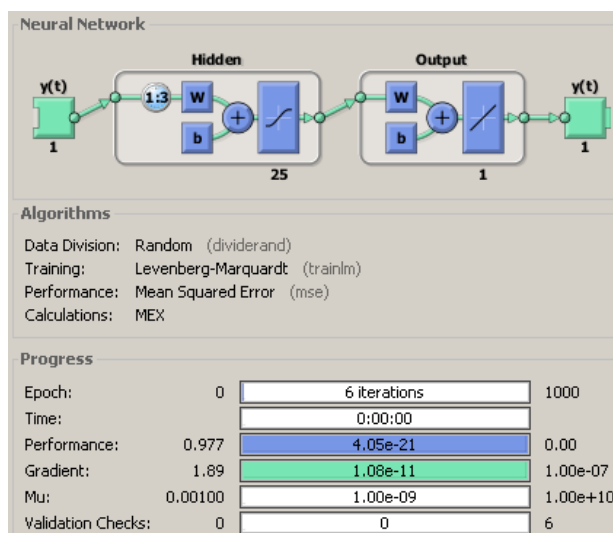 Neural Network
Hidden
Output
y(t)
1:3
W
b
+
W
b
+
y(t)
1
25
1
1
Algorithms
Data Division: Random (dividerand)
Training: Levenberg-Marquardt (trainlm)
Performance: Mean Squared Error (mse)
Calculations: MEX
Progress
Epoch: 0 6 iterations 1000
Time: 0:00:00
Performance: 0.977 4.05e-21 0.00
Gradient: 1.89 1.08e-11 1.00e-07
Mu: 0.00100 1.00e-09 1.00e+10
Validation Checks: 0 0 6